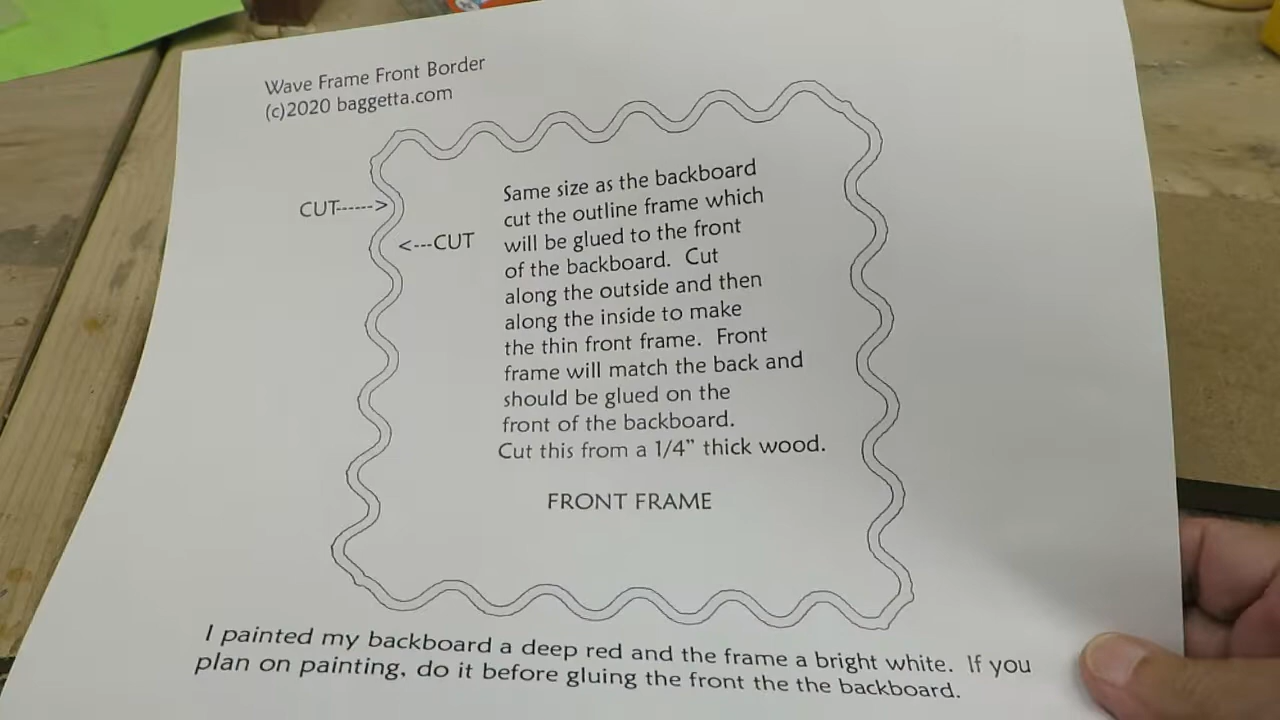 Wave Frame Front Border
(c)2020 baggetta.com
CUT------>
<---CUT
Same size as the backboard
cut the outline frame which
will be glued to the front
of the backboard.  Cut
along the outside and then
along the inside to make
the thin front frame.  Front
frame will match the back and
should be glued on the
front of the backboard.
Cut this from a 1/4" thick wood.
FRONT FRAME
I painted my backboard a deep red and the frame a bright white.  If you
plan on painting, do it before gluing the front the the backboard.